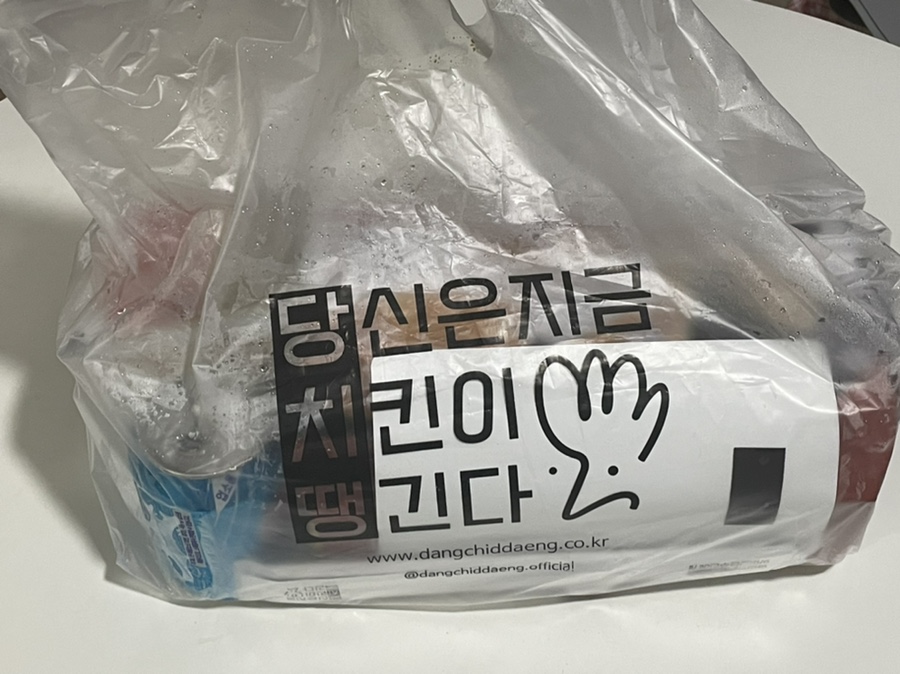 당신은지금
치킨이
땡긴다
www.dangchiddaeng.co.kr
@dangchiddaeng.official